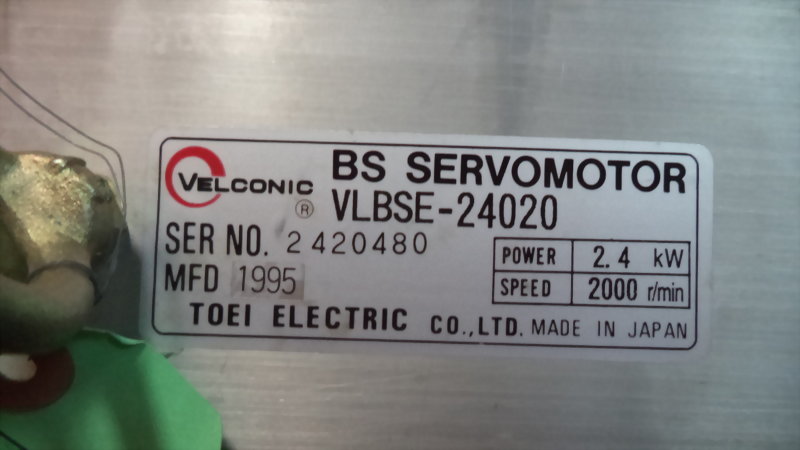 VELCONIC ®
BS SERVOMOTOR
VLBSE-24020
SER NO. 2420480
MFD 1995
POWER 2.4 kW
SPEED 2000 r/min
TOEI ELECTRIC CO.,LTD. MADE IN JAPAN